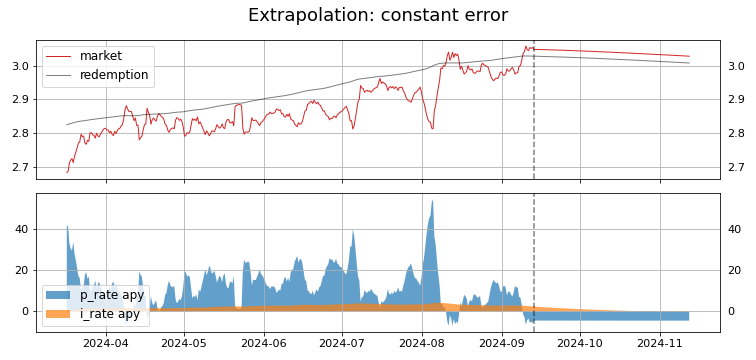 Extrapolation: constant error
market
redemption
3.0 3.0
2.9 2.9
2.8 2.8
2.7 2.7
40 40
20 20
0 0
p_rate apy
i_rate apy
2024-04 2024-05 2024-06 2024-07 2024-08 2024-09 2024-10 2024-11